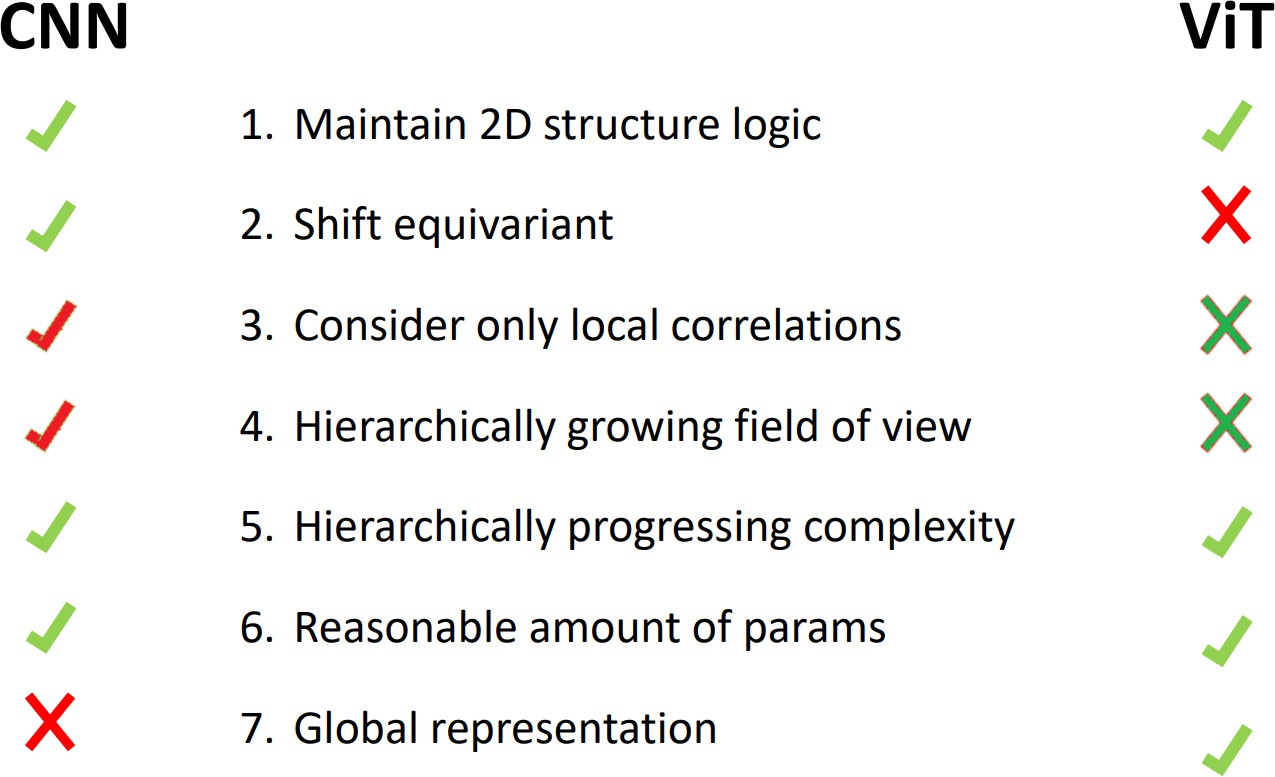 CNN ViT
1. Maintain 2D structure logic
2. Shift equivariant
3. Consider only local correlations
4. Hierarchically growing field of view
5. Hierarchically progressing complexity
6. Reasonable amount of params
7. Global representation